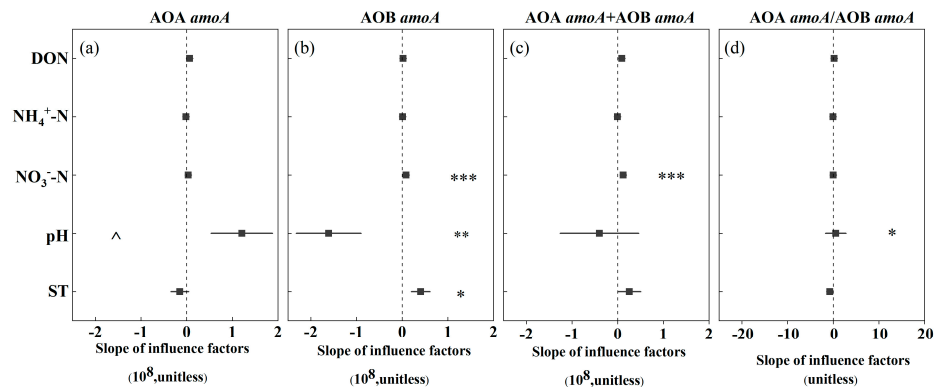 AOA amoA
AOB amoA
AOA amoA+AOB amoA
AOA amoA/AOB amoA
(a)
(b)
(c)
(d)
DON
NH₄⁺-N
NO₃⁻-N
***
***
pH
^
**
*
ST
*
-2 -1 0 1 2
-2 -1 0 1 2
-2 -1 0 1 2
-20 -10 0 10 20
Slope of influence factors
(10⁸,unitless)
Slope of influence factors
(10⁸,unitless)
Slope of influence factors
(10⁸,unitless)
Slope of influence factors
(unitless)